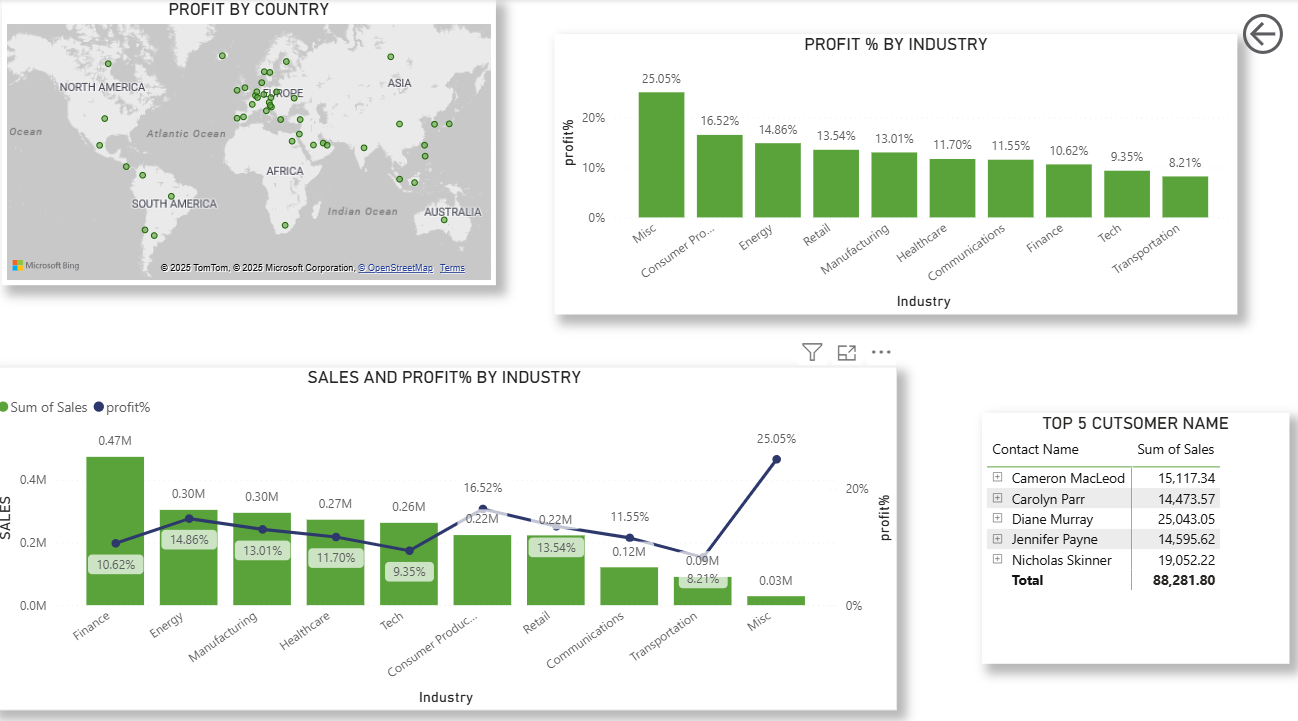 PROFIT BY COUNTRY
NORTH AMERICA
EUROPE
ASIA
Ocean
Atlantic Ocean
AFRICA
SOUTH AMERICA
Indian Ocean
AUSTRALIA
Microsoft Bing
© 2025 TomTom, © 2025 Microsoft Corporation, © OpenStreetMap Terms
PROFIT % BY INDUSTRY
profit%
20%
10%
0%
25.05%
16.52%
14.86%
13.54%
13.01%
11.70%
11.55%
10.62%
9.35%
8.21%
Misc
Consumer Pro...
Energy
Retail
Manufacturing
Healthcare
Communications
Finance
Tech
Transportation
Industry
SALES AND PROFIT% BY INDUSTRY
Sum of Sales profit%
SALES
0.4M
0.2M
0.0M
0.47M
0.30M
0.30M
0.27M
0.26M
0.22M
0.22M
0.12M
0.09M
0.03M
10.62%
14.86%
13.01%
11.70%
9.35%
16.52%
13.54%
11.55%
8.21%
25.05%
20%
0%
profit%
Finance
Energy
Manufacturing
Healthcare
Tech
Consumer Produc...
Retail
Communications
Transportation
Misc
Industry
TOP 5 CUTSOMER NAME
Contact Name Sum of Sales
Cameron MacLeod 15,117.34
Carolyn Parr 14,473.57
Diane Murray 25,043.05
Jennifer Payne 14,595.62
Nicholas Skinner 19,052.22
Total 88,281.80